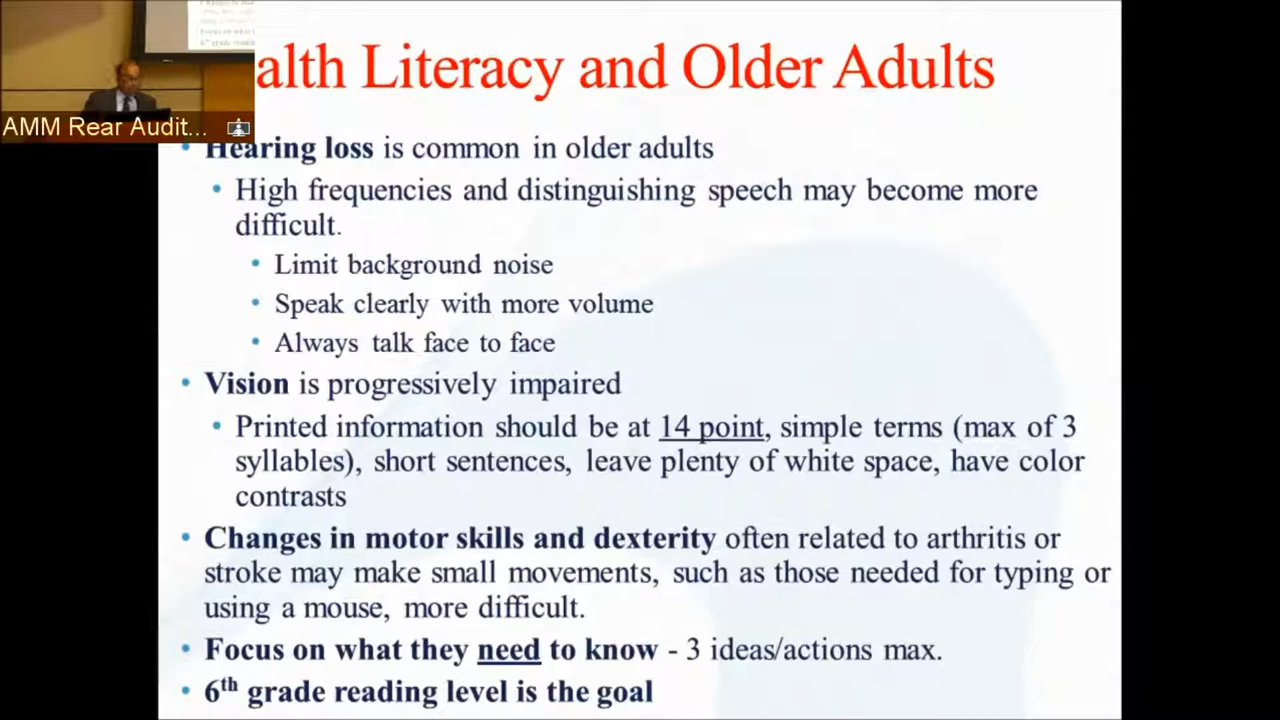 alth Literacy and Older Adults
AMM Rear Audit...
• Hearing loss is common in older adults
• High frequencies and distinguishing speech may become more
difficult.
• Limit background noise
• Speak clearly with more volume
• Always talk face to face
• Vision is progressively impaired
• Printed information should be at 14 point, simple terms (max of 3
syllables), short sentences, leave plenty of white space, have color
contrasts
• Changes in motor skills and dexterity often related to arthritis or
stroke may make small movements, such as those needed for typing or
using a mouse, more difficult.
• Focus on what they need to know - 3 ideas/actions max.
• 6th grade reading level is the goal